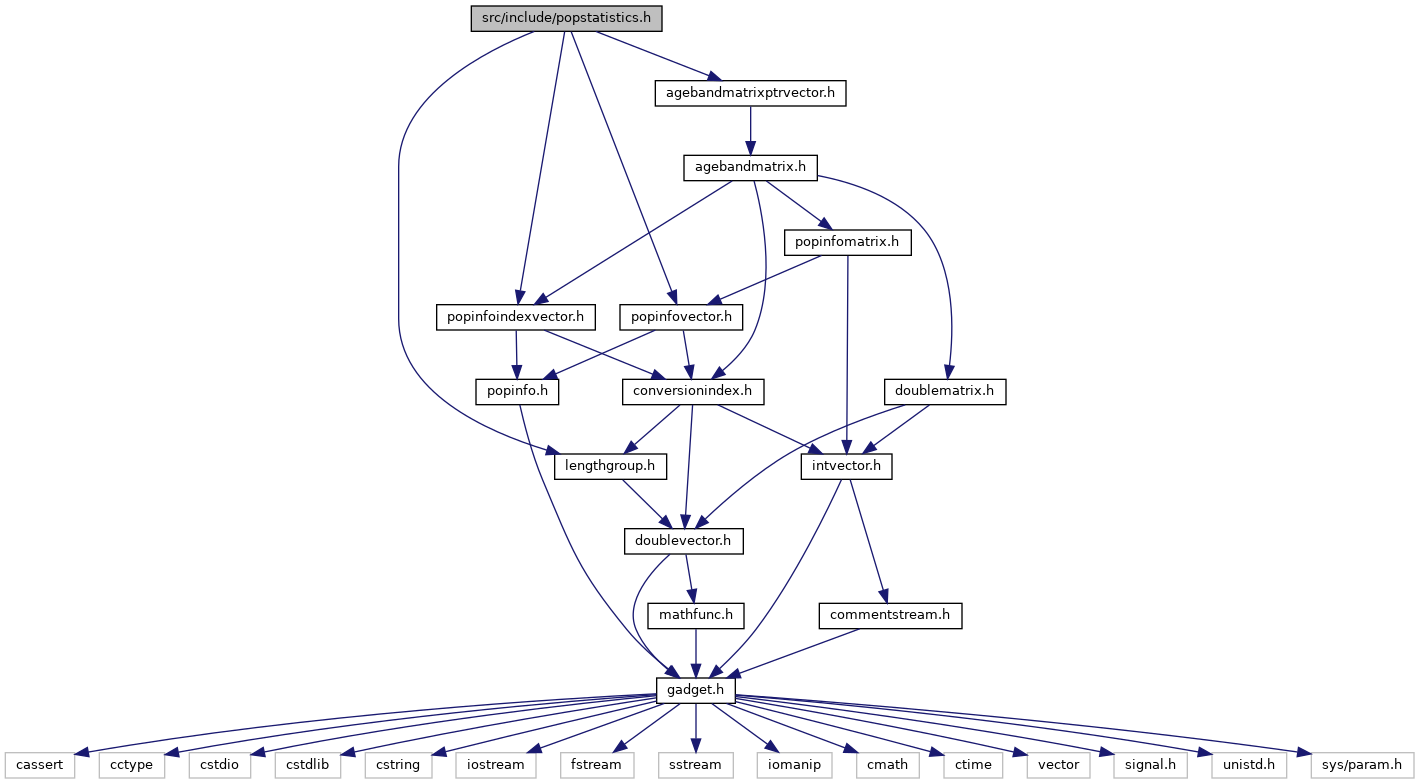 src/include/popstatistics.h
agebandmatrixptrvector.h
agebandmatrix.h
popinfomatrix.h
popinfoindexvector.h
popinfovector.h
popinfo.h
conversionindex.h
doublematrix.h
lengthgroup.h
intvector.h
doublevector.h
mathfunc.h
commentstream.h
gadget.h
cassert
cctype
cstdio
cstdlib
cstring
iostream
fstream
sstream
iomanip
cmath
ctime
vector
signal.h
unistd.h
sys/param.h